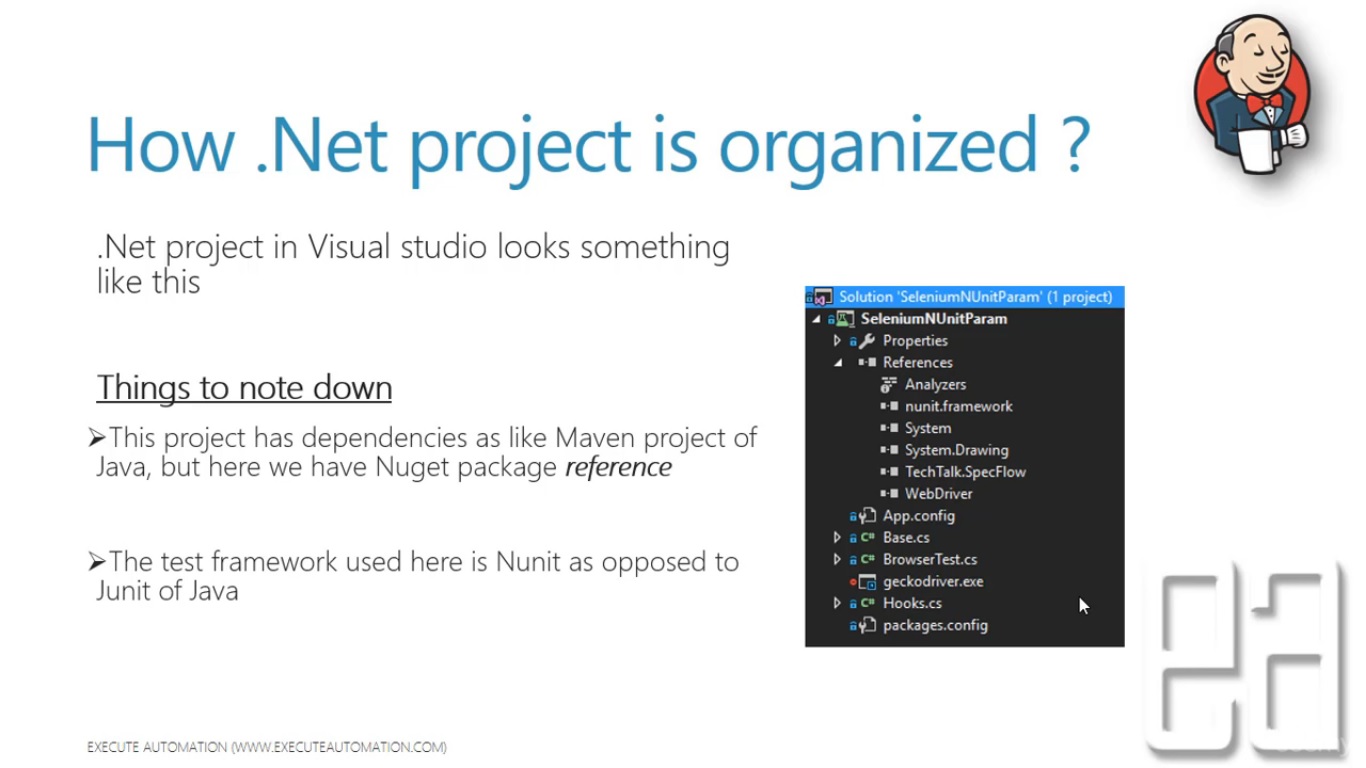 How .Net project is organized ?
.Net project in Visual studio looks something
like this
Things to note down
➢This project has dependencies as like Maven project of
Java, but here we have Nuget package reference
➢The test framework used here is Nunit as opposed to
Junit of Java
Solution 'SeleniumNUnitParam' (1 project)
SeleniumNUnitParam
Properties
References
Analyzers
nunit.framework
System
System.Drawing
TechTalk.SpecFlow
WebDriver
App.config
C# Base.cs
C# BrowserTest.cs
geckodriver.exe
C# Hooks.cs
packages.config
ea
EXECUTE AUTOMATION (WWW.EXECUTEAUTOMATION.COM)